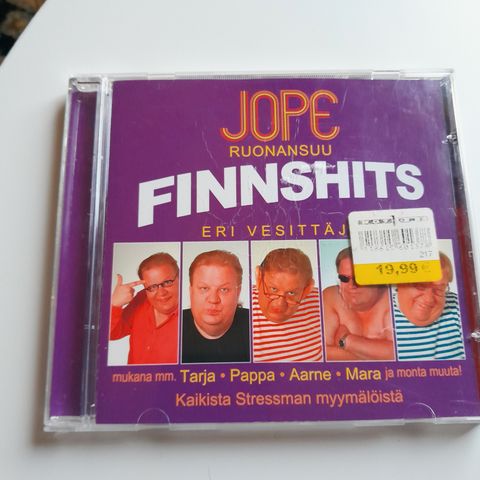 JOPE
RUONANSUU
FINNSHITS
ERI VESITTÄJ
217
19,99 €
mukana mm. Tarja • Pappa • Aarne • Mara ja monta muuta!
Kaikista Stressman myymälöistä